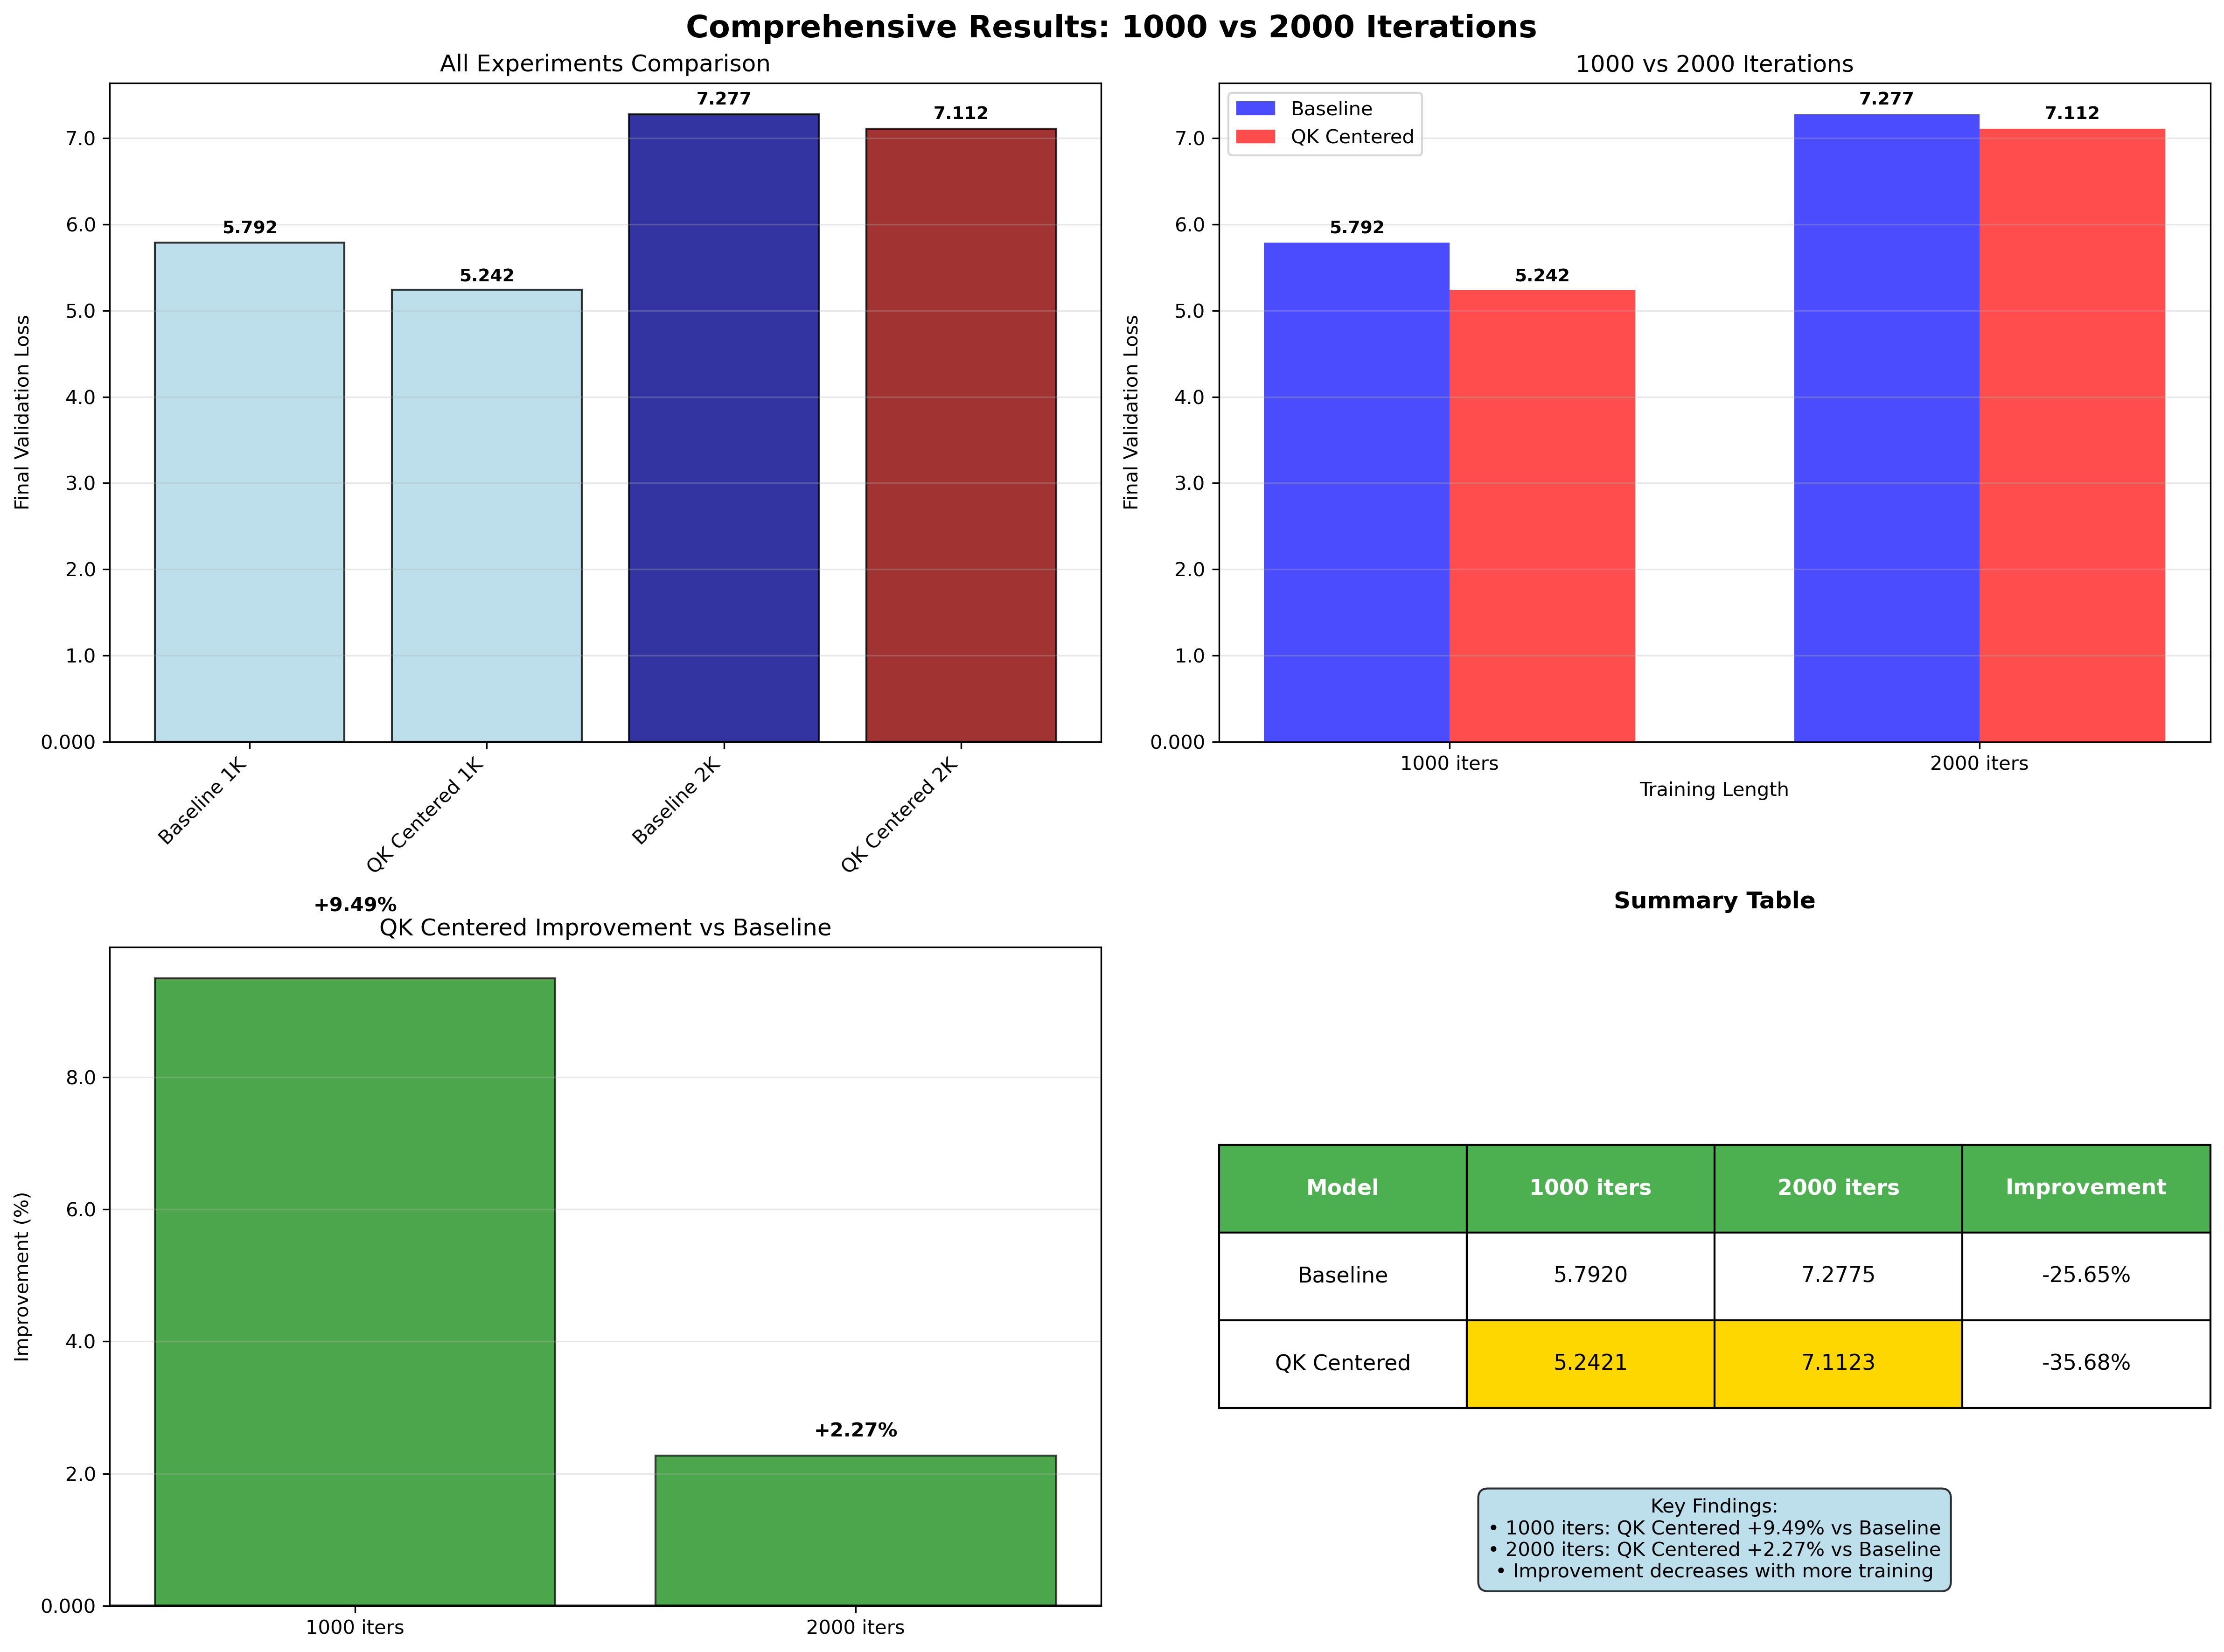 Comprehensive Results: 1000 vs 2000 Iterations
All Experiments Comparison
Final Validation Loss
7.0
6.0
5.0
4.0
3.0
2.0
1.0
0.000
5.792
5.242
7.277
7.112
Baseline 1K
QK Centered 1K
Baseline 2K
QK Centered 2K
1000 vs 2000 Iterations
Baseline
QK Centered
Final Validation Loss
7.0
6.0
5.0
4.0
3.0
2.0
1.0
0.000
5.792
5.242
7.277
7.112
1000 iters
2000 iters
Training Length
+9.49%
QK Centered Improvement vs Baseline
Improvement (%)
8.0
6.0
4.0
2.0
0.000
+2.27%
1000 iters
2000 iters
Summary Table
Model 1000 iters 2000 iters Improvement
Baseline 5.7920 7.2775 -25.65%
QK Centered 5.2421 7.1123 -35.68%
Key Findings:
• 1000 iters: QK Centered +9.49% vs Baseline
• 2000 iters: QK Centered +2.27% vs Baseline
• Improvement decreases with more training